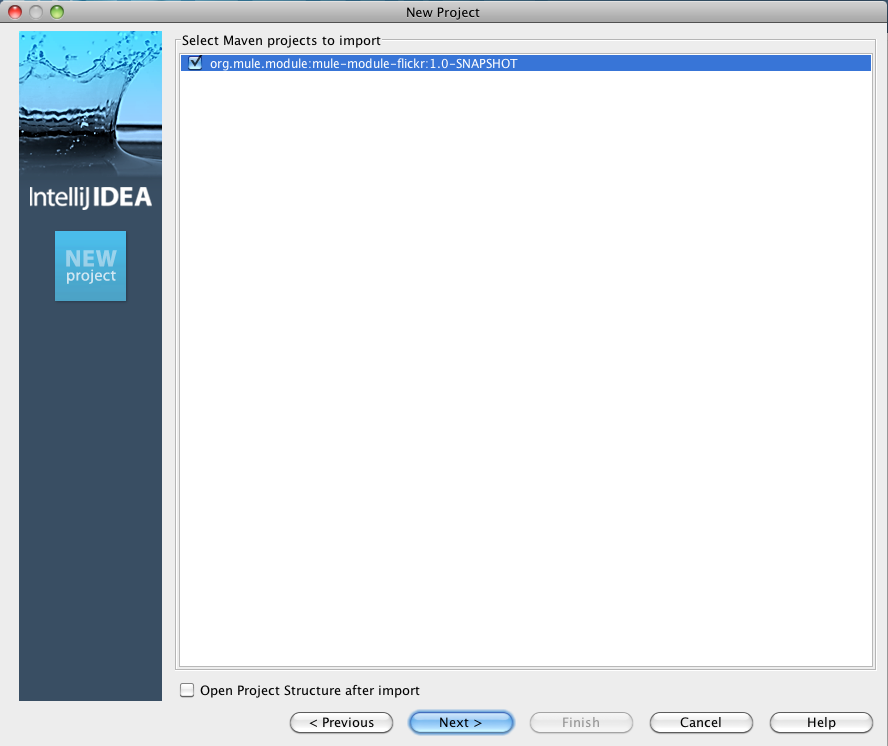 New Project
Select Maven projects to import
org.mule.module:mule-module-flickr:1.0-SNAPSHOT
IntelliJ IDEA
NEW
project
Open Project Structure after import
< Previous
Next >
Finish
Cancel
Help